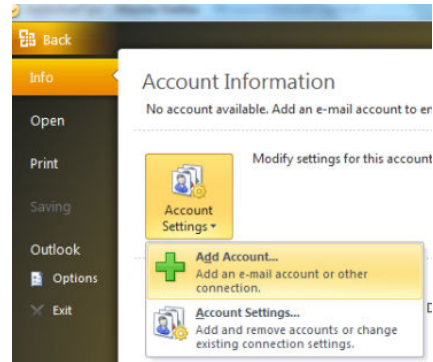 Back
Info
Account Information
No account available. Add an e-mail account to en
Open
Print
Modify settings for this account
Saving
Account
Settings
Outlook
Add Account...
Add an e-mail account or other
connection.
Options
Exit
Account Settings...
Add and remove accounts or change
existing connection settings.
D